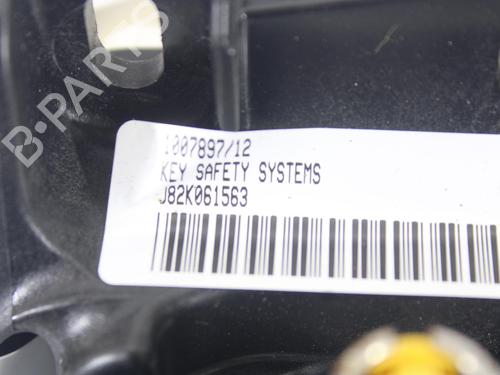 B-PARTS
1007897/12
KEY SAFETY SYSTEMS
J82K061563